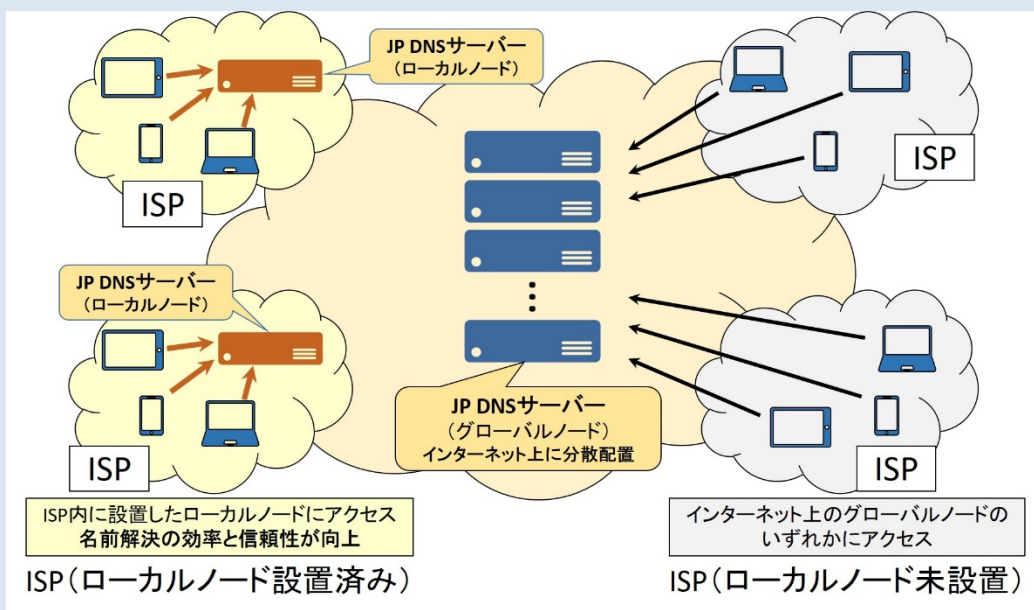 JP DNSサーバー
（ローカルノード）
ISP
ISP
JP DNSサーバー
（ローカルノード）
JP DNSサーバー
（グローバルノード）
インターネット上に分散配置
ISP
ISP
ISP内に設置したローカルノードにアクセス
名前解決の効率と信頼性が向上
インターネット上のグローバルノードの
いずれかにアクセス
ISP（ローカルノード設置済み）
ISP（ローカルノード未設置）